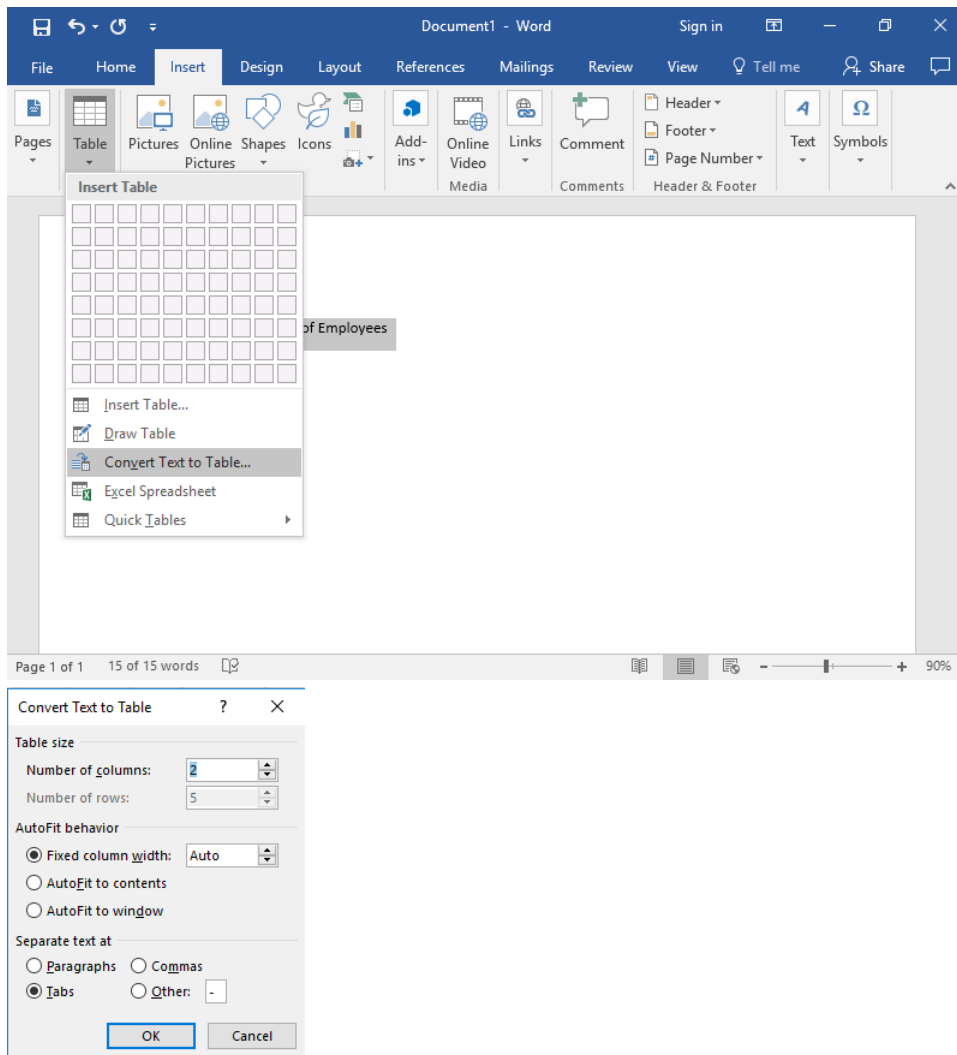 Document1 - Word Sign in
File Home Insert Design Layout References Mailings Review View Tell me Share
Pages Table Pictures Online Pictures Shapes Icons Add-ins Online Video Links Comment Header Footer Page Number Text Symbols
Media Comments Header & Footer
Insert Table
of Employees
Insert Table...
Draw Table
Convert Text to Table...
Excel Spreadsheet
Quick Tables
Page 1 of 1 15 of 15 words 90%
Convert Text to Table ?
Table size
Number of columns: 2
Number of rows: 5
AutoFit behavior
Fixed column width: Auto
AutoFit to contents
AutoFit to window
Separate text at
Paragraphs Commas
Tabs Other: -
OK Cancel